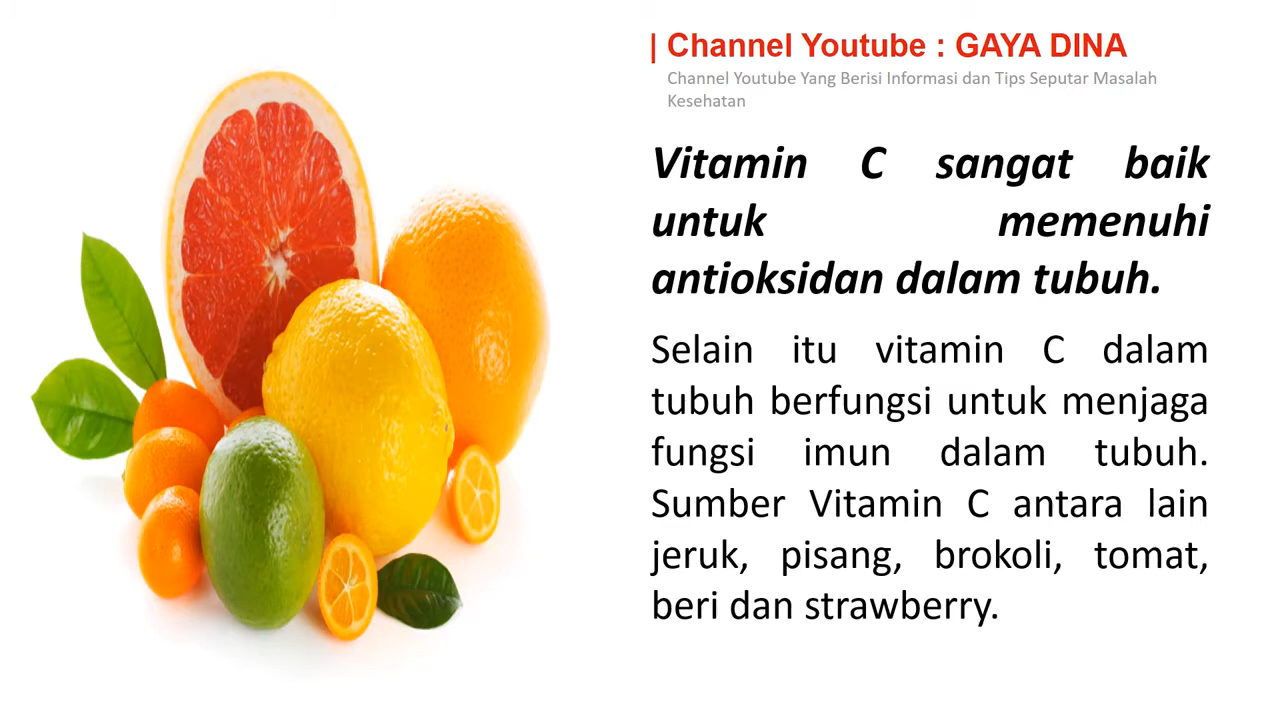 | Channel Youtube : GAYA DINA
Channel Youtube Yang Berisi Informasi dan Tips Seputar Masalah
Kesehatan
Vitamin C sangat baik
untuk memenuhi
antioksidan dalam tubuh.
Selain itu vitamin C dalam
tubuh berfungsi untuk menjaga
fungsi imun dalam tubuh.
Sumber Vitamin C antara lain
jeruk, pisang, brokoli, tomat,
beri dan strawberry.